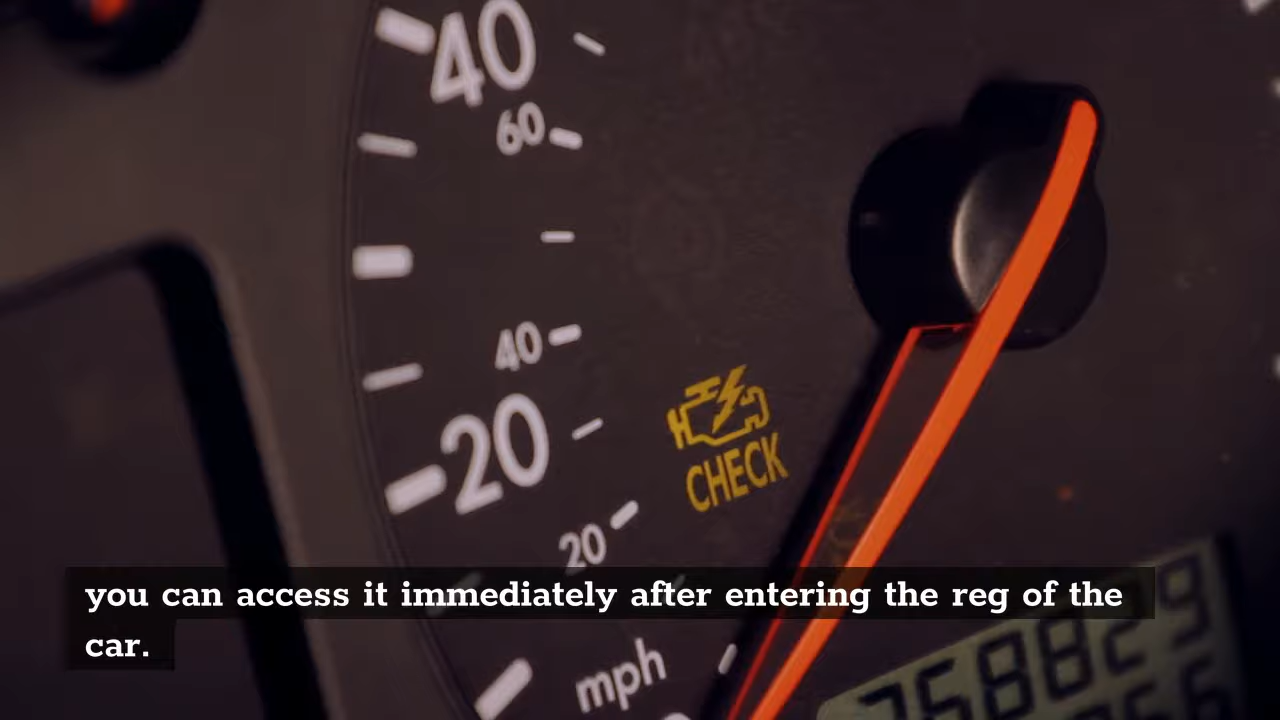 40
60
40
20
CHECK
20
you can access it immediately after entering the reg of the
car.
mph